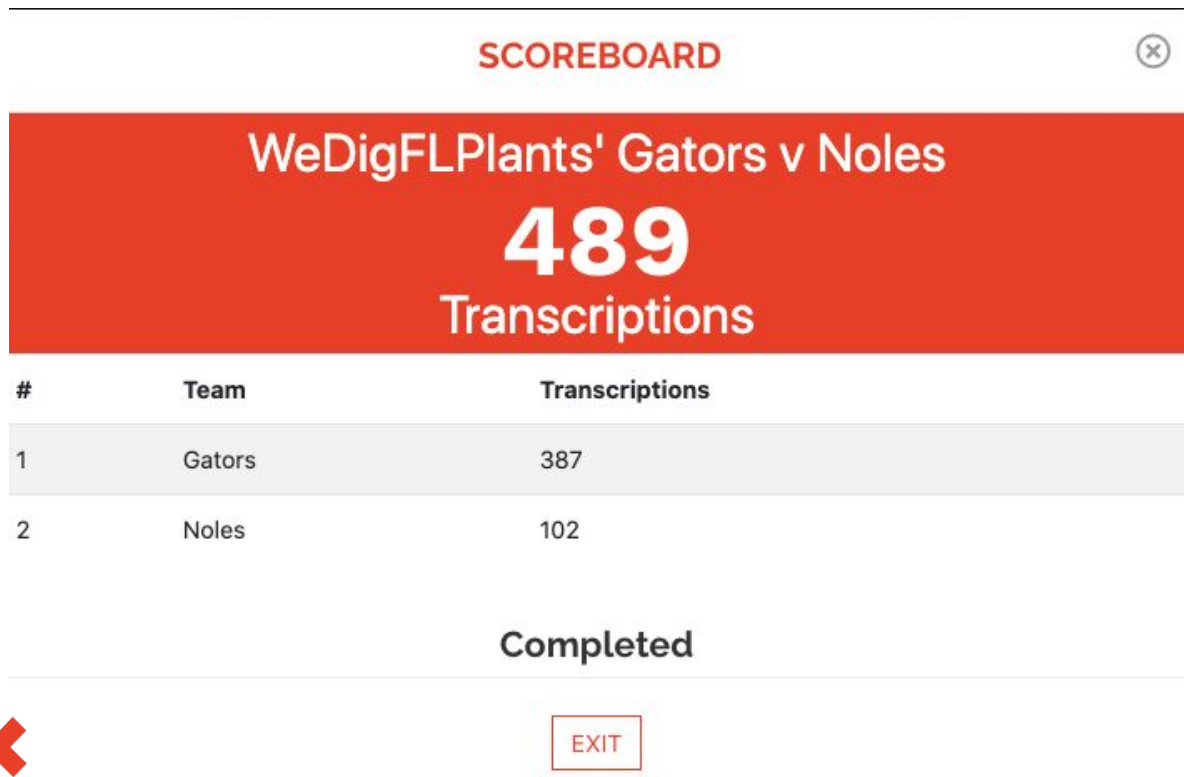 SCOREBOARD
WeDigFLPlants' Gators v Noles
489
Transcriptions
# Team Transcriptions
1 Gators 387
2 Noles 102
Completed
EXIT